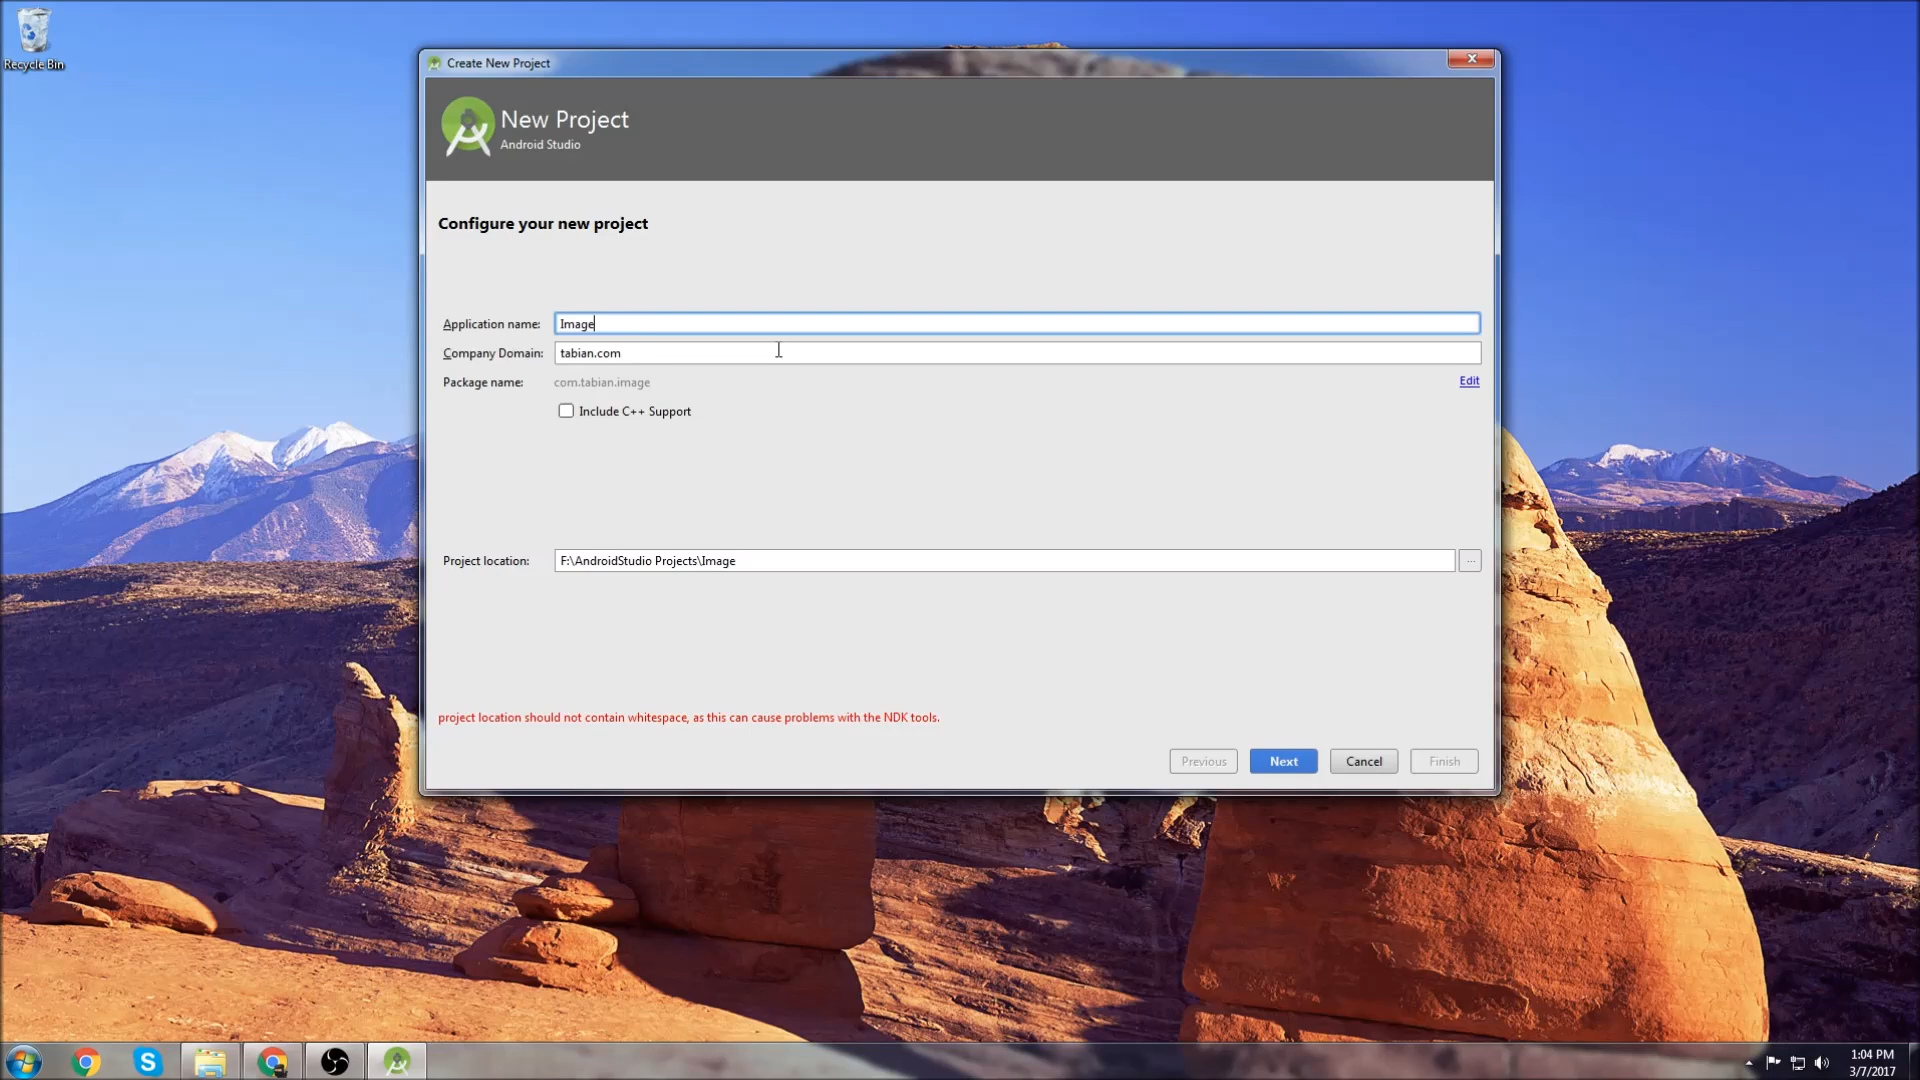 Recycle Bin
Create New Project
New Project
Android Studio
Configure your new project
Application name: Image
Company Domain: tabian.com
Package name: com.tabian.image Edit
Include C++ Support
Project location: F:\AndroidStudio Projects\Image ...
project location should not contain whitespace, as this can cause problems with the NDK tools.
Previous Next Cancel Finish
1:04 PM
3/7/2017